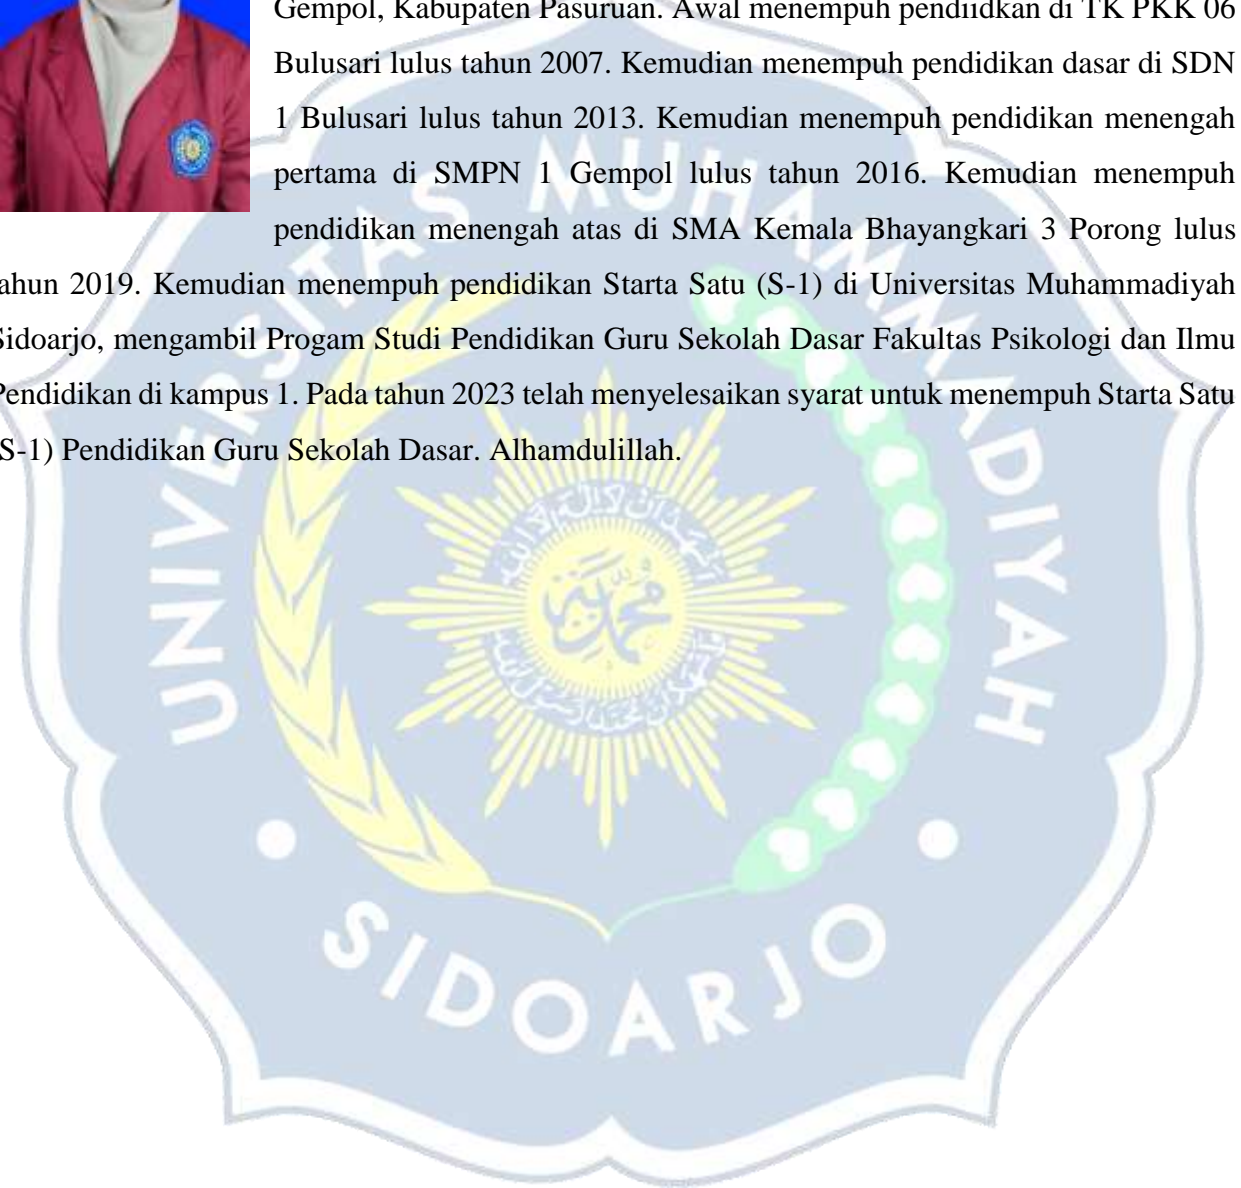 Gempol, Kabupaten Pasuruan. Awal menempuh pendiidkan di TK PKK 06
Bulusari lulus tahun 2007. Kemudian menempuh pendidikan dasar di SDN
1 Bulusari lulus tahun 2013. Kemudian menempuh pendidikan menengah
pertama di SMPN 1 Gempol lulus tahun 2016. Kemudian menempuh
pendidikan menengah atas di SMA Kemala Bhayangkari 3 Porong lulus
tahun 2019. Kemudian menempuh pendidikan Starta Satu (S-1) di Universitas Muhammadiyah
Sidoarjo, mengambil Progam Studi Pendidikan Guru Sekolah Dasar Fakultas Psikologi dan Ilmu
Pendidikan di kampus 1. Pada tahun 2023 telah menyelesaikan syarat untuk menempuh Starta Satu
(S-1) Pendidikan Guru Sekolah Dasar. Alhamdulillah.
UNIVERSITAS MUHAMMADIYAH
SIDOARJO
محمدية